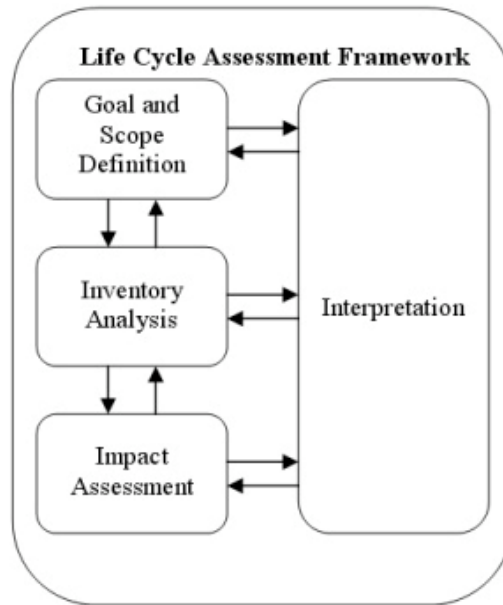 Life Cycle Assessment Framework
Goal and
Scope
Definition
Inventory
Analysis
Interpretation
Impact
Assessment